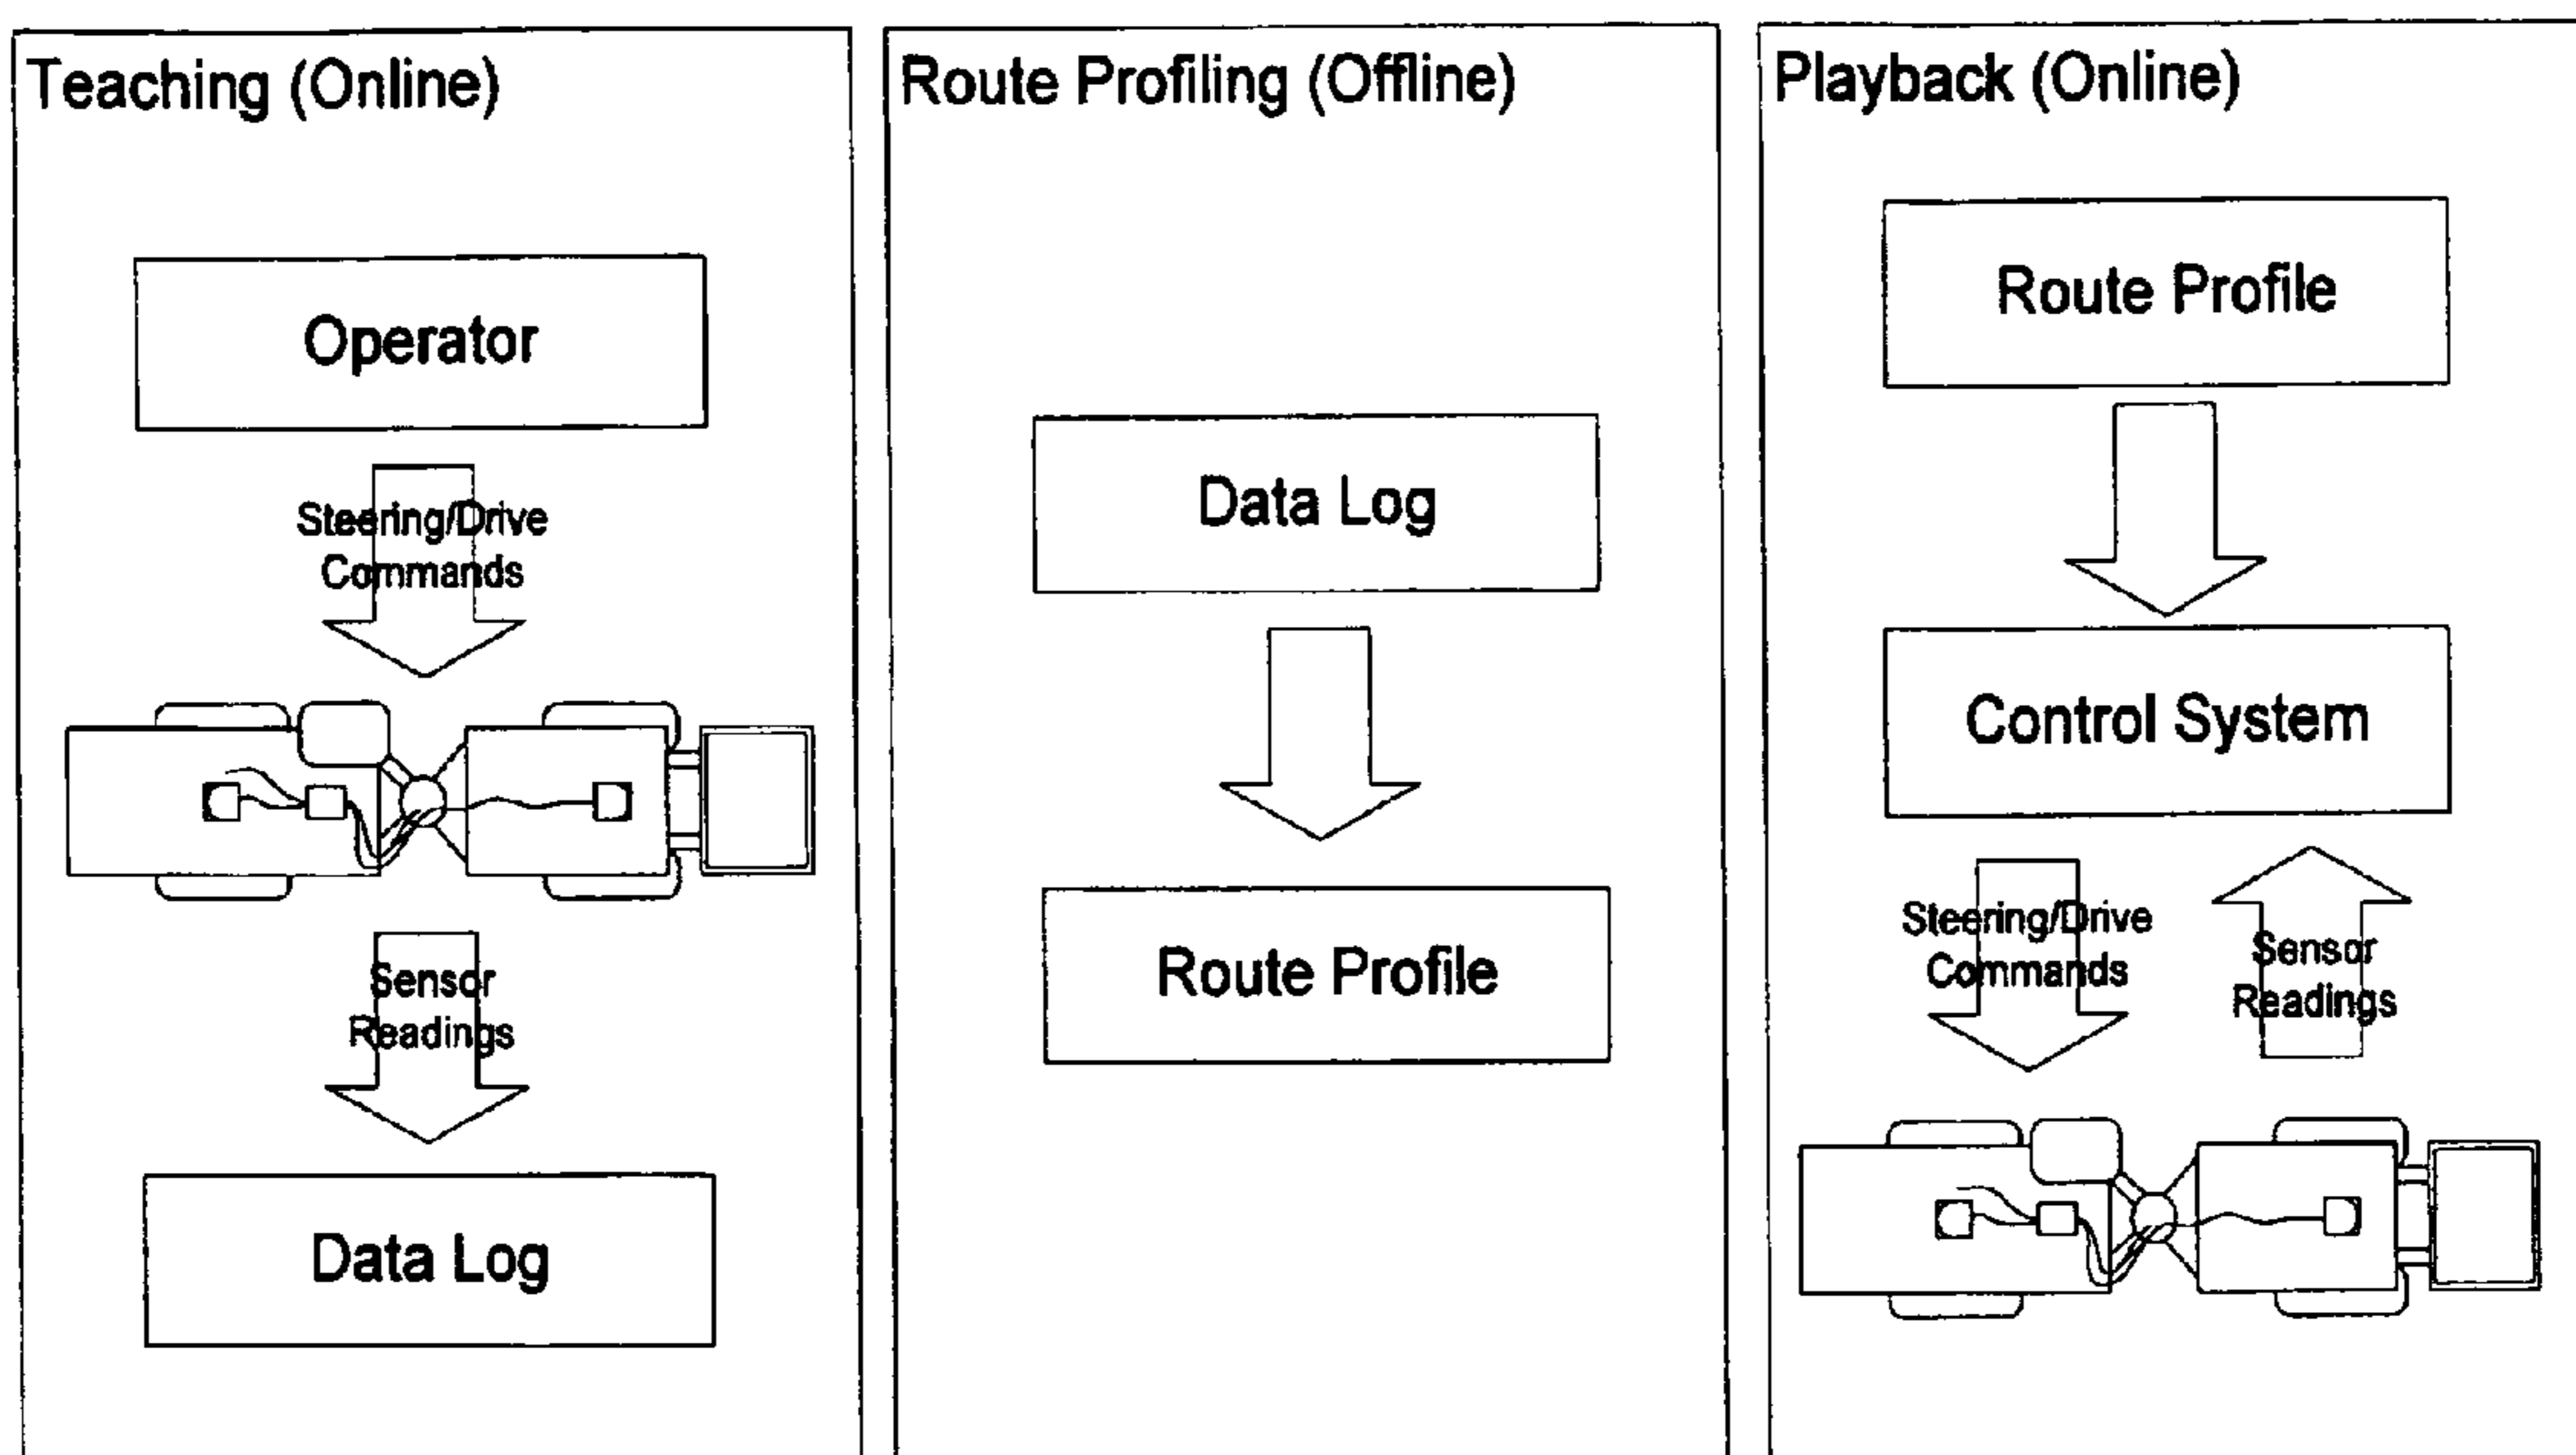 Teaching (Online)
Operator
Steering/Drive
Commands
Sensor
Readings
Data Log
Route Profiling (Offline)
Data Log
Route Profile
Playback (Online)
Route Profile
Control System
Steering/Drive
Commands
Sensor
Readings